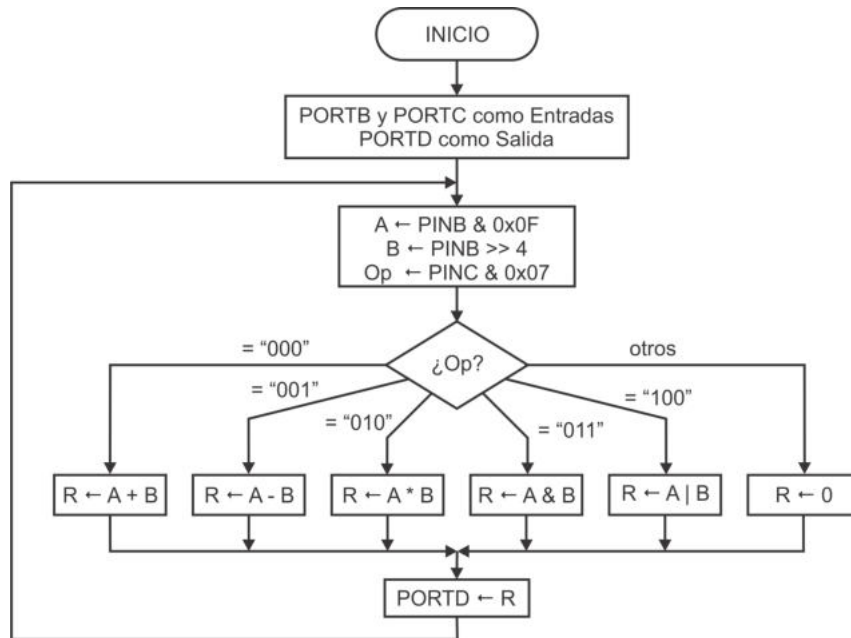 INICIO
PORTB y PORTC como Entradas
PORTD como Salida
A ← PINB & 0x0F
B ← PINB >> 4
Op ← PINC & 0x07
¿Op?
= “000”
= “001”
= “010”
= “011”
= “100”
otros
R ← A + B
R ← A - B
R ← A * B
R ← A & B
R ← A | B
R ← 0
PORTD ← R